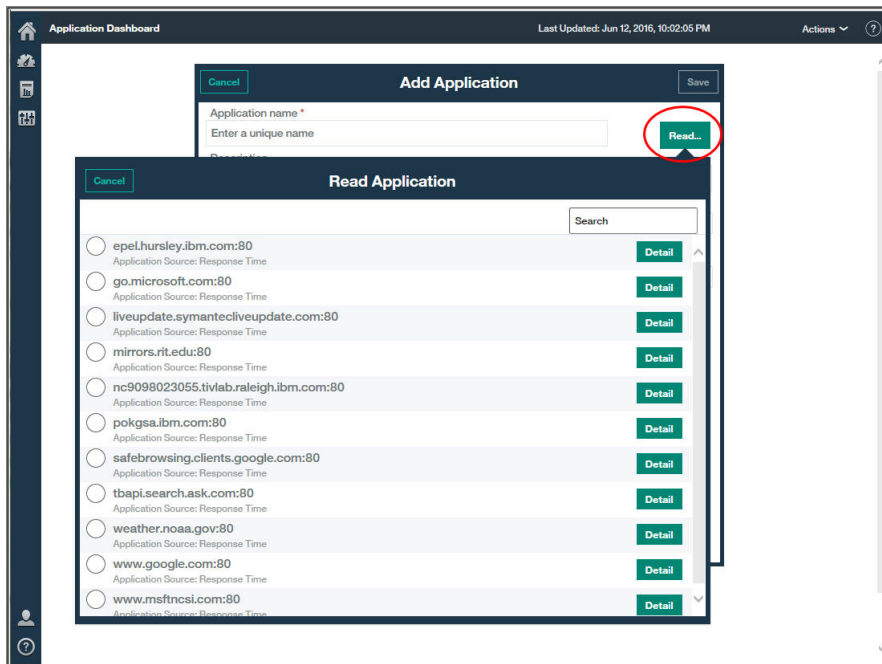 Application Dashboard Last Updated: Jun 12, 2016, 10:02:05 PM Actions ?
Cancel Add Application Save
Application name *
Enter a unique name Read...
Description
Cancel Read Application
Search
epel.hursley.ibm.com:80 Detail
Application Source: Response Time
go.microsoft.com:80 Detail
Application Source: Response Time
liveupdate.symantecliveupdate.com:80 Detail
Application Source: Response Time
mirrors.rit.edu:80 Detail
Application Source: Response Time
nc9098023055.tivlab.raleigh.ibm.com:80 Detail
Application Source: Response Time
pokgsa.ibm.com:80 Detail
Application Source: Response Time
safebrowsing.clients.google.com:80 Detail
Application Source: Response Time
tbapi.search.ask.com:80 Detail
Application Source: Response Time
weather.noaa.gov:80 Detail
Application Source: Response Time
www.google.com:80 Detail
Application Source: Response Time
www.msftncsi.com:80 Detail
Application Source: Response Time
?